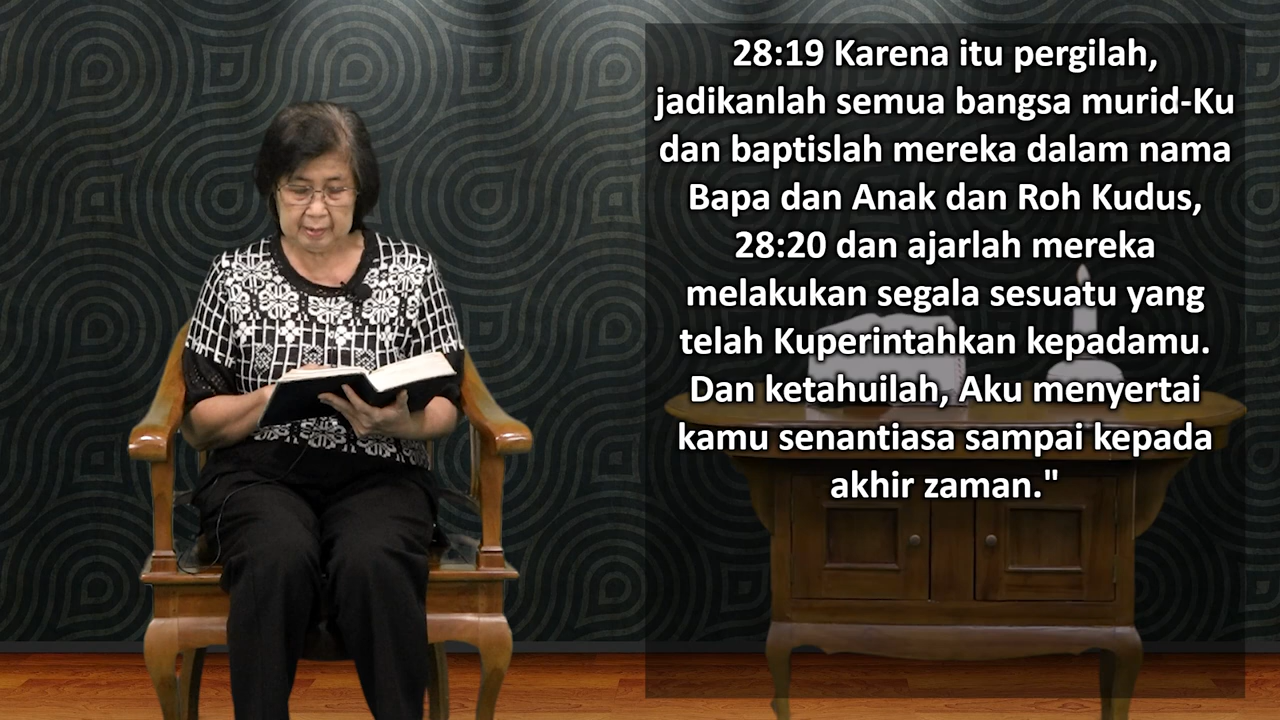 28:19 Karena itu pergilah,
jadikanlah semua bangsa murid-Ku
dan baptislah mereka dalam nama
Bapa dan Anak dan Roh Kudus,
28:20 dan ajarlah mereka
melakukan segala sesuatu yang
telah Kuperintahkan kepadamu.
Dan ketahuilah, Aku menyertai
kamu senantiasa sampai kepada
akhir zaman."